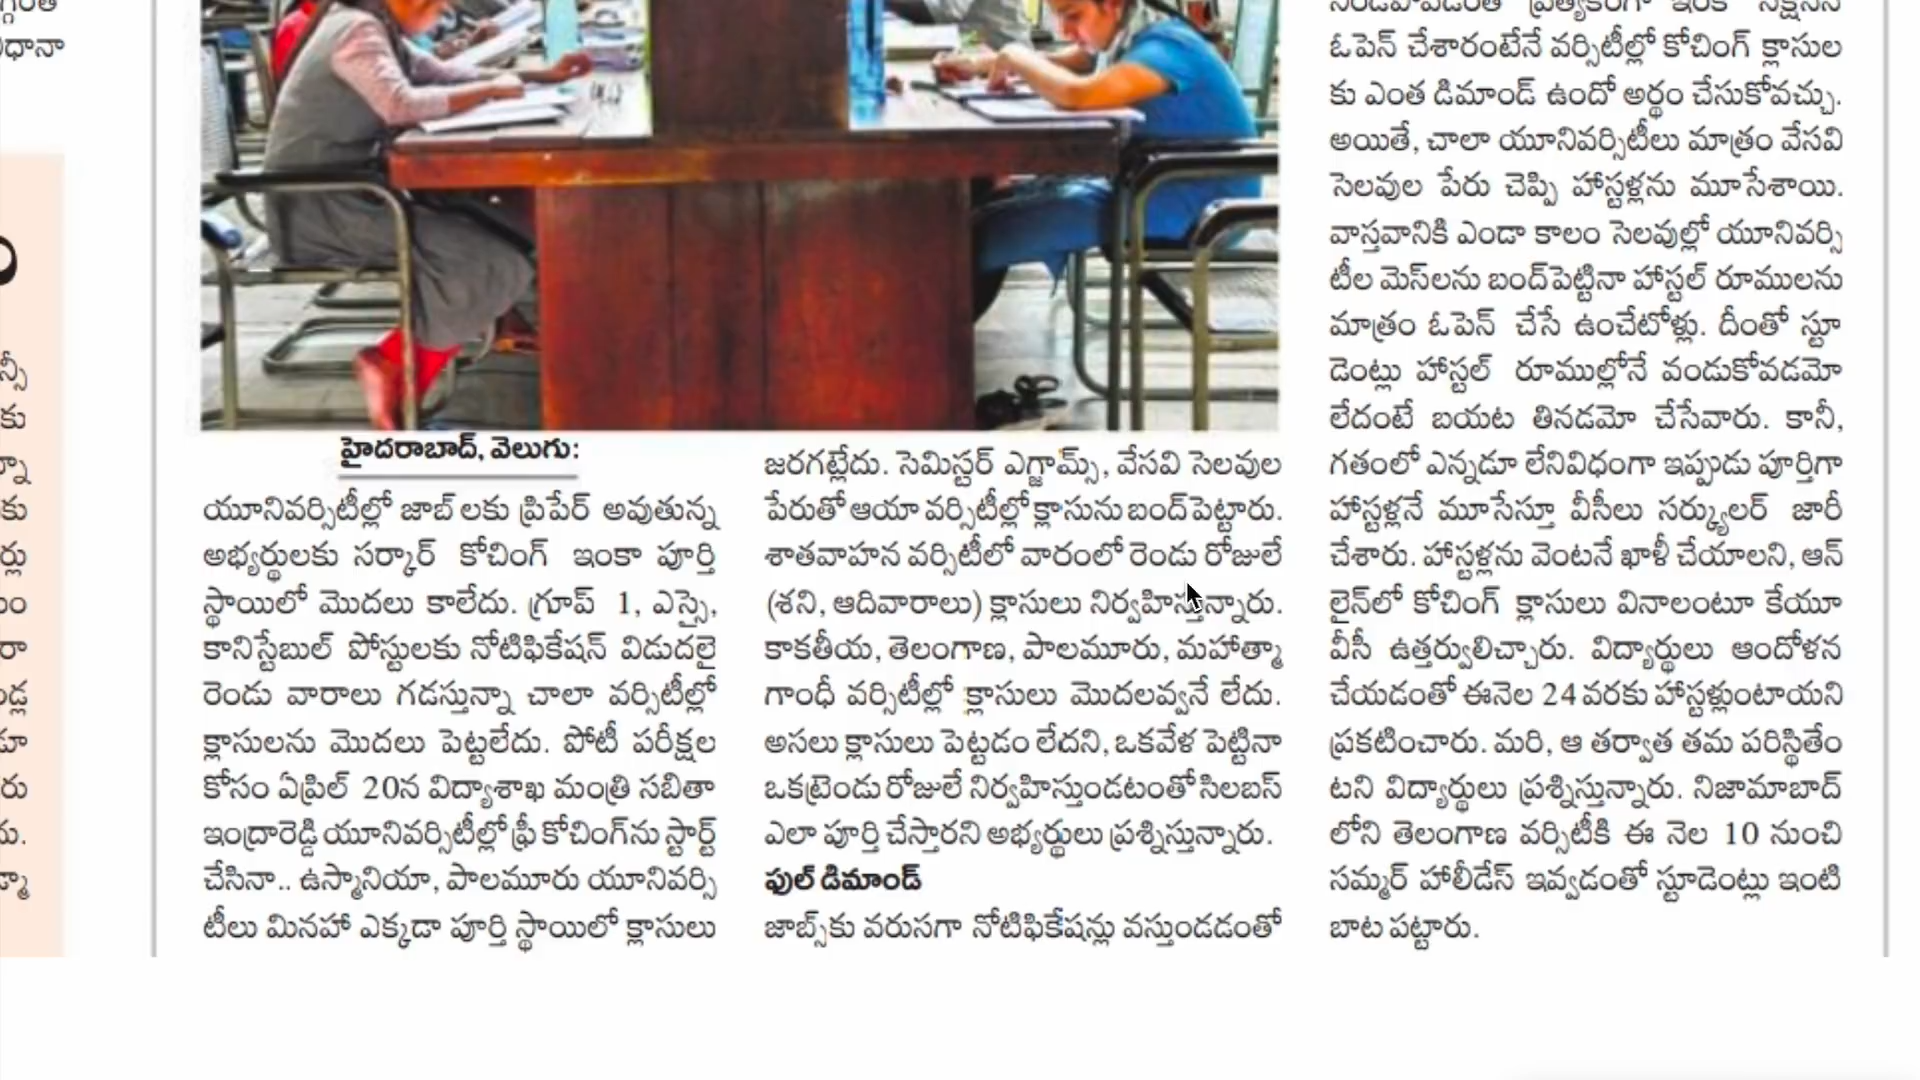 హైదరాబాద్, వెలుగు:
యూనివర్సిటీల్లో జాబ్ లకు ప్రిపేర్ అవుతున్న
అభ్యర్థులకు సర్కార్ కోచింగ్ ఇంకా పూర్తి
స్థాయిలో మొదలు కాలేదు. గ్రూప్ 1, ఎస్సై,
కానిస్టేబుల్ పోస్టులకు నోటిఫికేషన్ విడుదలై
రెండు వారాలు గడస్తున్నా చాలా వర్సిటీల్లో
క్లాసులను మొదలు పెట్టలేదు. పోటీ పరీక్షల
కోసం ఏప్రిల్ 20న విద్యాశాఖ మంత్రి సబితా
ఇంద్రారెడ్డి యూనివర్సిటీల్లో ఫ్రీ కోచింగ్‌ను స్టార్ట్
చేసినా.. ఉస్మానియా, పాలమూరు యూనివర్సి
టీలు మినహా ఎక్కడా పూర్తి స్థాయిలో క్లాసులు
జరగట్లేదు. సెమిస్టర్ ఎగ్జామ్స్, వేసవి సెలవుల
పేరుతో ఆయా వర్సిటీల్లో క్లాసును బంద్‌పెట్టారు.
శాతవాహన వర్సిటీలో వారంలో రెండు రోజులే
(శని, ఆదివారాలు) క్లాసులు నిర్వహిస్తున్నారు.
కాకతీయ, తెలంగాణ, పాలమూరు, మహాత్మా
గాంధీ వర్సిటీల్లో క్లాసులు మొదలవ్వనే లేదు.
అసలు క్లాసులు పెట్టడం లేదని, ఒకవేళ పెట్టినా
ఒకట్రెండు రోజులే నిర్వహిస్తుండటంతో సిలబస్
ఎలా పూర్తి చేస్తారని అభ్యర్థులు ప్రశ్నిస్తున్నారు.
ఫుల్ డిమాండ్
జాబ్స్‌కు వరుసగా నోటిఫికేషన్లు వస్తుండడంతో
ఓపెన్ చేశారంటేనే వర్సిటీల్లో కోచింగ్ క్లాసుల
కు ఎంత డిమాండ్ ఉందో అర్థం చేసుకోవచ్చు.
అయితే, చాలా యూనివర్సిటీలు మాత్రం వేసవి
సెలవుల పేరు చెప్పి హాస్టళ్లను మూసేశాయి.
వాస్తవానికి ఎండా కాలం సెలవుల్లో యూనివర్సి
టీల మెస్‌లను బంద్‌పెట్టినా హాస్టల్ రూములను
మాత్రం ఓపెన్ చేసే ఉంచేటోళ్లు. దీంతో స్టూ
డెంట్లు హాస్టల్ రూముల్లోనే వండుకోవడమో
లేదంటే బయట తినడమో చేసేవారు. కానీ,
గతంలో ఎన్నడూ లేనివిధంగా ఇప్పుడు పూర్తిగా
హాస్టళ్లనే మూసేస్తూ వీసీలు సర్క్యులర్ జారీ
చేశారు. హాస్టళ్లను వెంటనే ఖాళీ చేయాలని, ఆన్
లైన్‌లో కోచింగ్ క్లాసులు వినాలంటూ కేయూ
వీసీ ఉత్తర్వులిచ్చారు. విద్యార్థులు ఆందోళన
చేయడంతో ఈనెల 24 వరకు హాస్టళ్లుంటాయని
ప్రకటించారు. మరి, ఆ తర్వాత తమ పరిస్థితేం
టని విద్యార్థులు ప్రశ్నిస్తున్నారు. నిజామాబాద్
లోని తెలంగాణ వర్సిటీకి ఈ నెల 10 నుంచి
సమ్మర్ హాలీడేస్ ఇవ్వడంతో స్టూడెంట్లు ఇంటి
బాట పట్టారు.